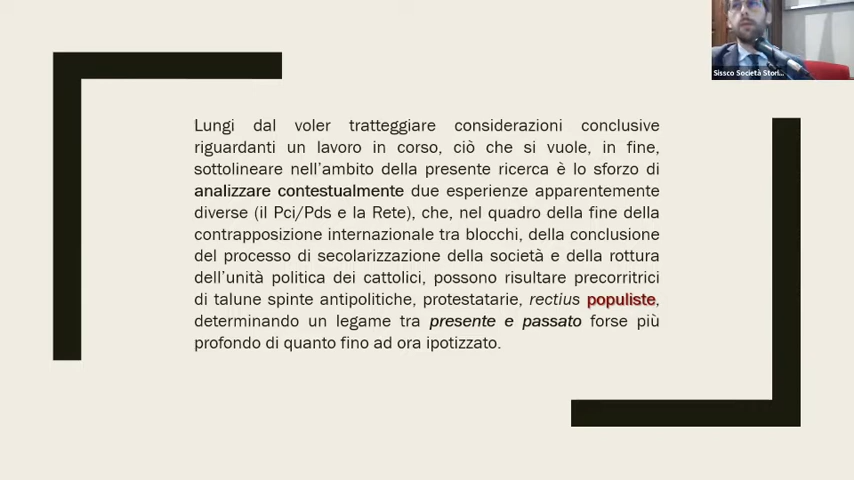 Sissco Società Stori...
Lungi dal voler tratteggiare considerazioni conclusive
riguardanti un lavoro in corso, ciò che si vuole, in fine,
sottolineare nell'ambito della presente ricerca è lo sforzo di
analizzare contestualmente due esperienze apparentemente
diverse (il Pci/Pds e la Rete), che, nel quadro della fine della
contrapposizione internazionale tra blocchi, della conclusione
del processo di secolarizzazione della società e della rottura
dell'unità politica dei cattolici, possono risultare precorritrici
di talune spinte antipolitiche, protestatarie, rectius populiste,
determinando un legame tra presente e passato forse più
profondo di quanto fino ad ora ipotizzato.